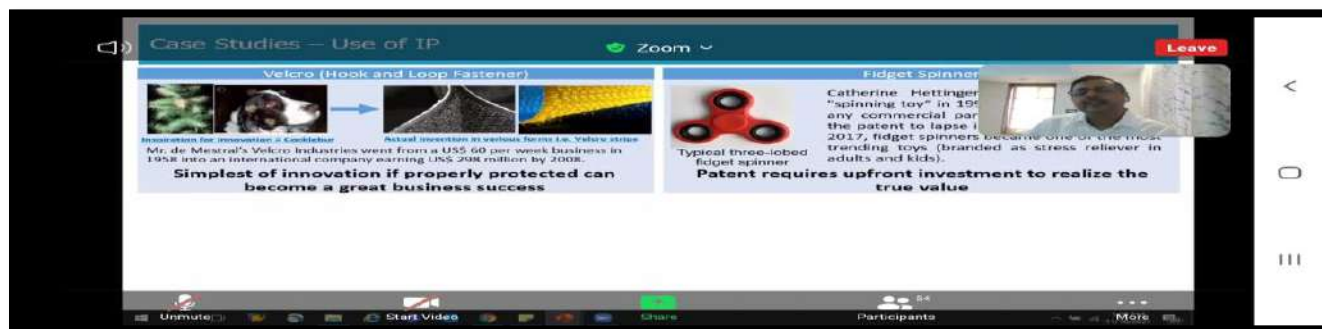 Case Studies – Use of IP
Zoom
Leave
Velcro (Hook and Loop Fastener)
Inspiration for innovation = Cocklebur
Actual invention in various forms i.e. Velcro strips
Mr. de Mestral's Velcro Industries went from a US$ 60 per week business in
1958 into an international company earning US$ 298 million by 2008.
Simplest of innovation if properly protected can
become a great business success
Fidget Spinner
Typical three-lobed
fidget spinner
Catherine Hettinger
"spinning toy" in 199
any commercial par
the patent to lapse i
2017, fidget spinners became one of the most
trending toys (branded as stress reliever in
adults and kids).
Patent requires upfront investment to realize the
true value
Unmute
Start Video
Share
54
Participants
More